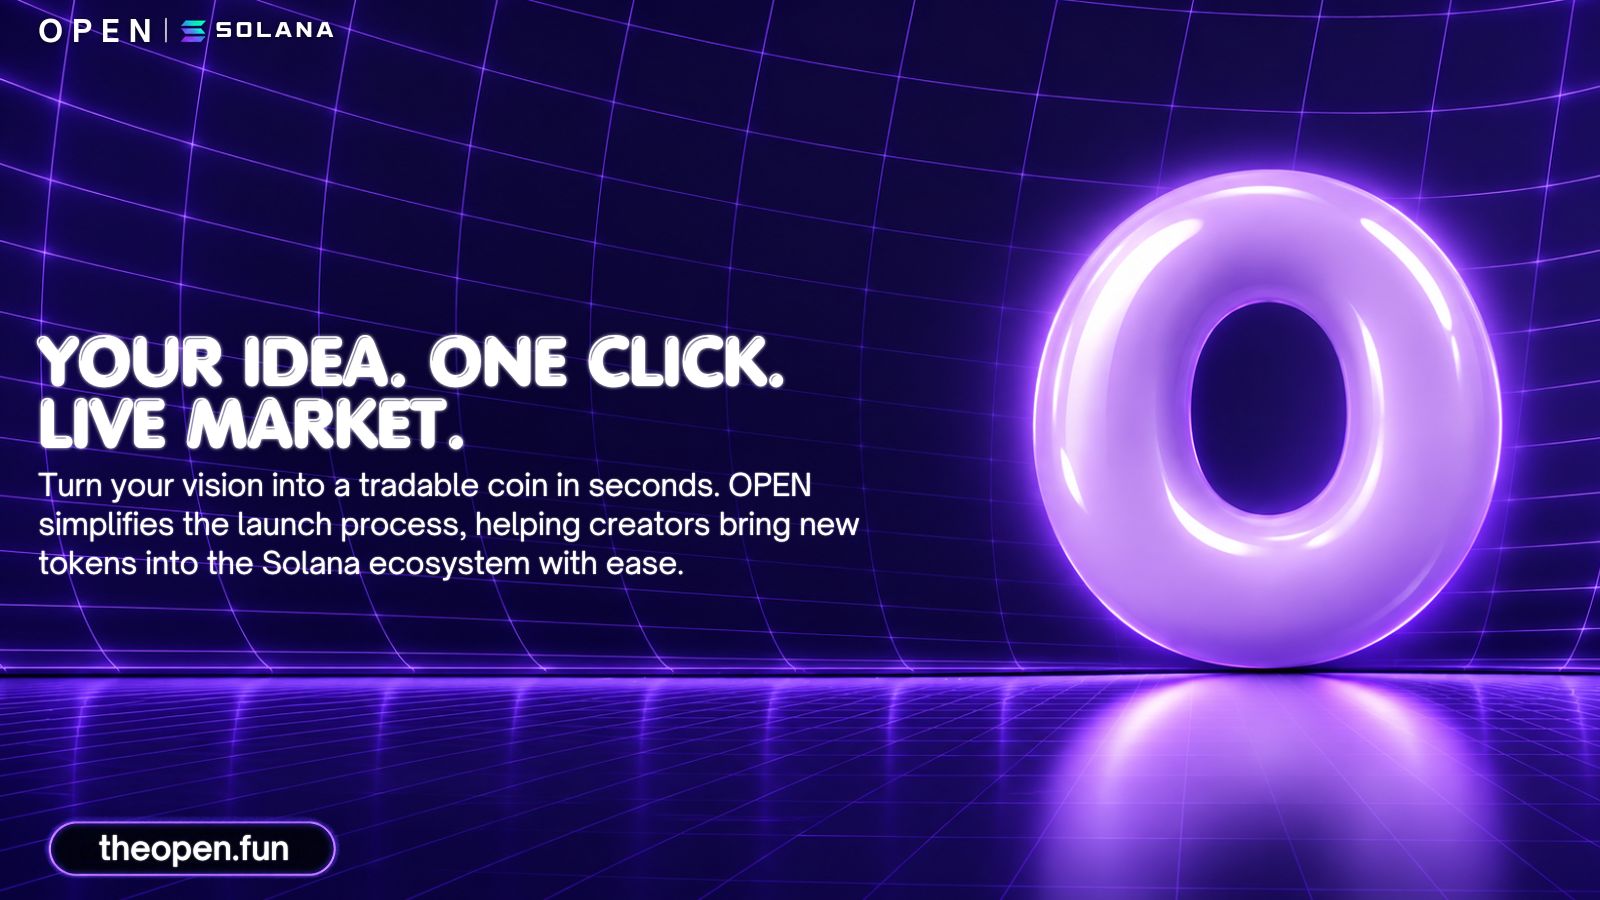 OPEN | SOLANA
YOUR IDEA. ONE CLICK.
LIVE MARKET.
Turn your vision into a tradable coin in seconds. OPEN
simplifies the launch process, helping creators bring new
tokens into the Solana ecosystem with ease.
O
theopen.fun